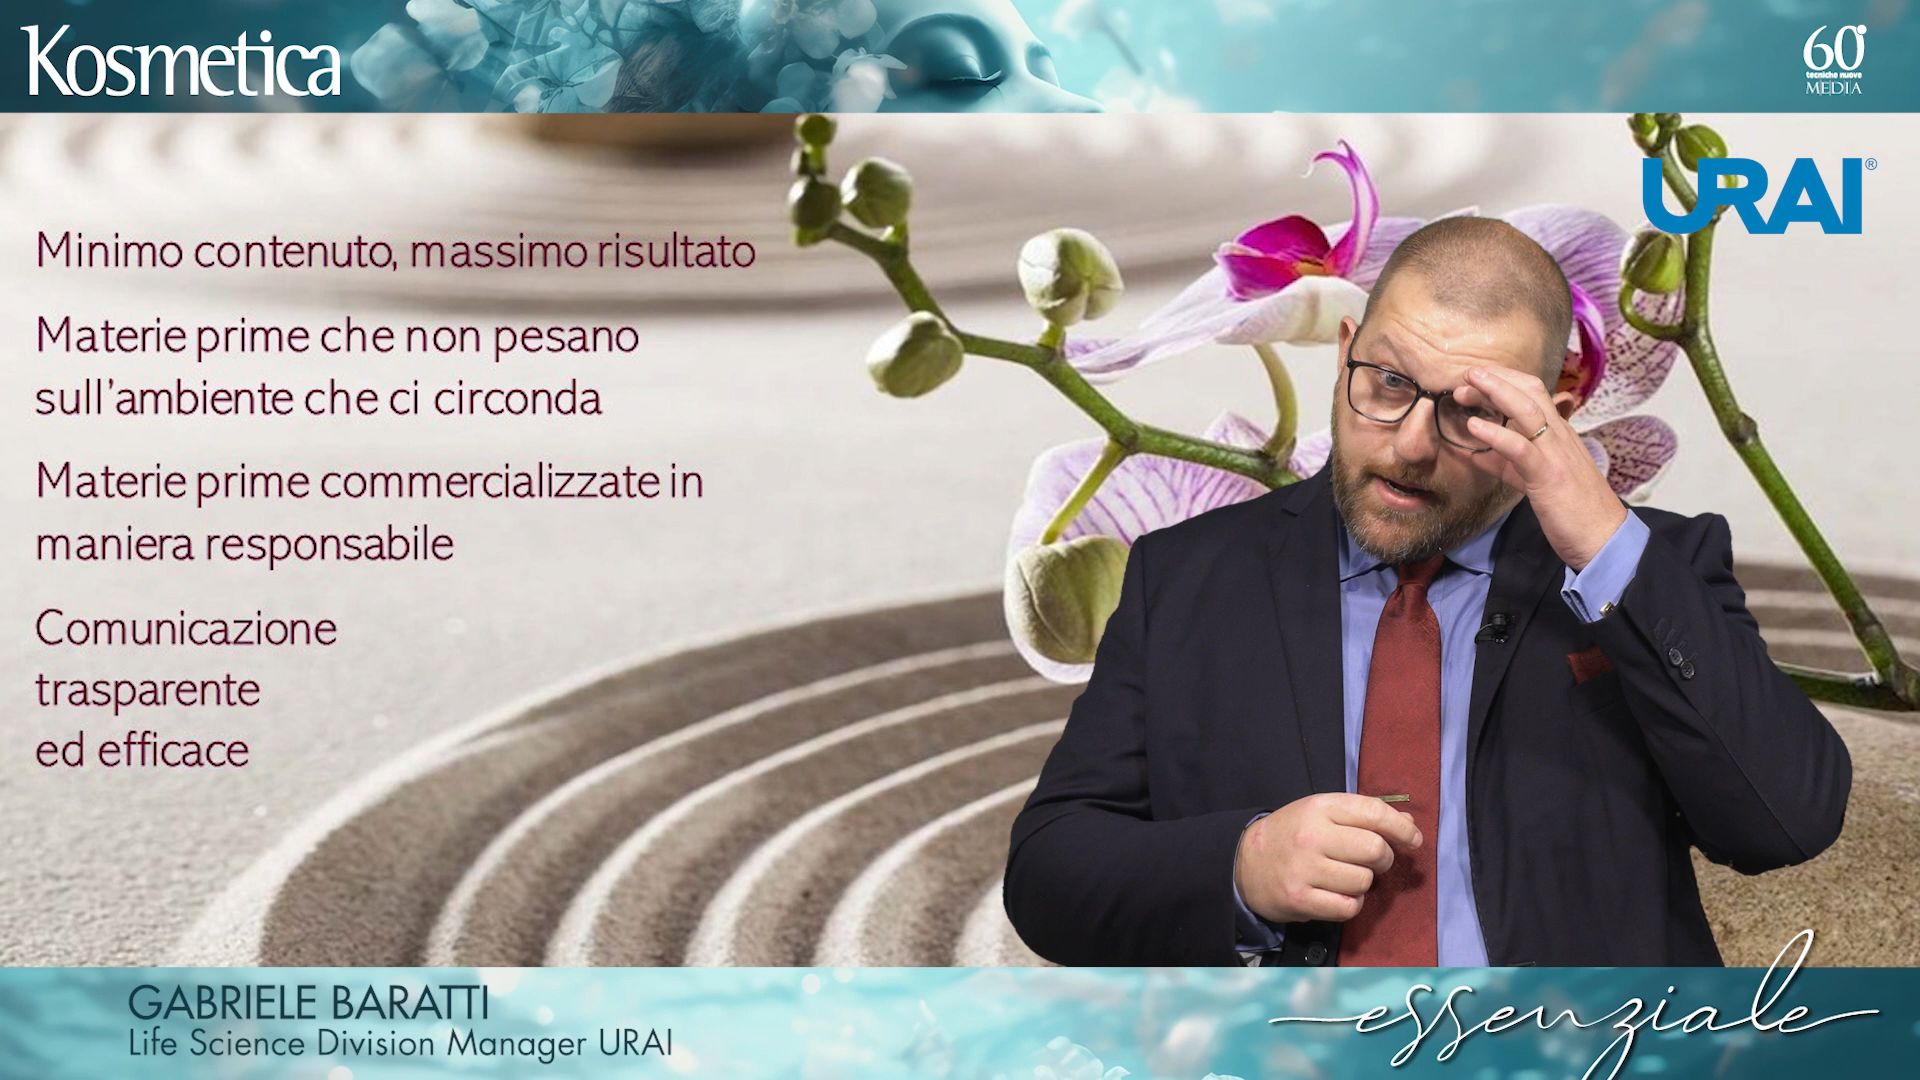 Kosmetica
60°
tecniche nuove
MEDIA
URAI®
Minimo contenuto, massimo risultato
Materie prime che non pesano
sull'ambiente che ci circonda
Materie prime commercializzate in
maniera responsabile
Comunicazione
trasparente
ed efficace
GABRIELE BARATTI
Life Science Division Manager URAI
essenziale